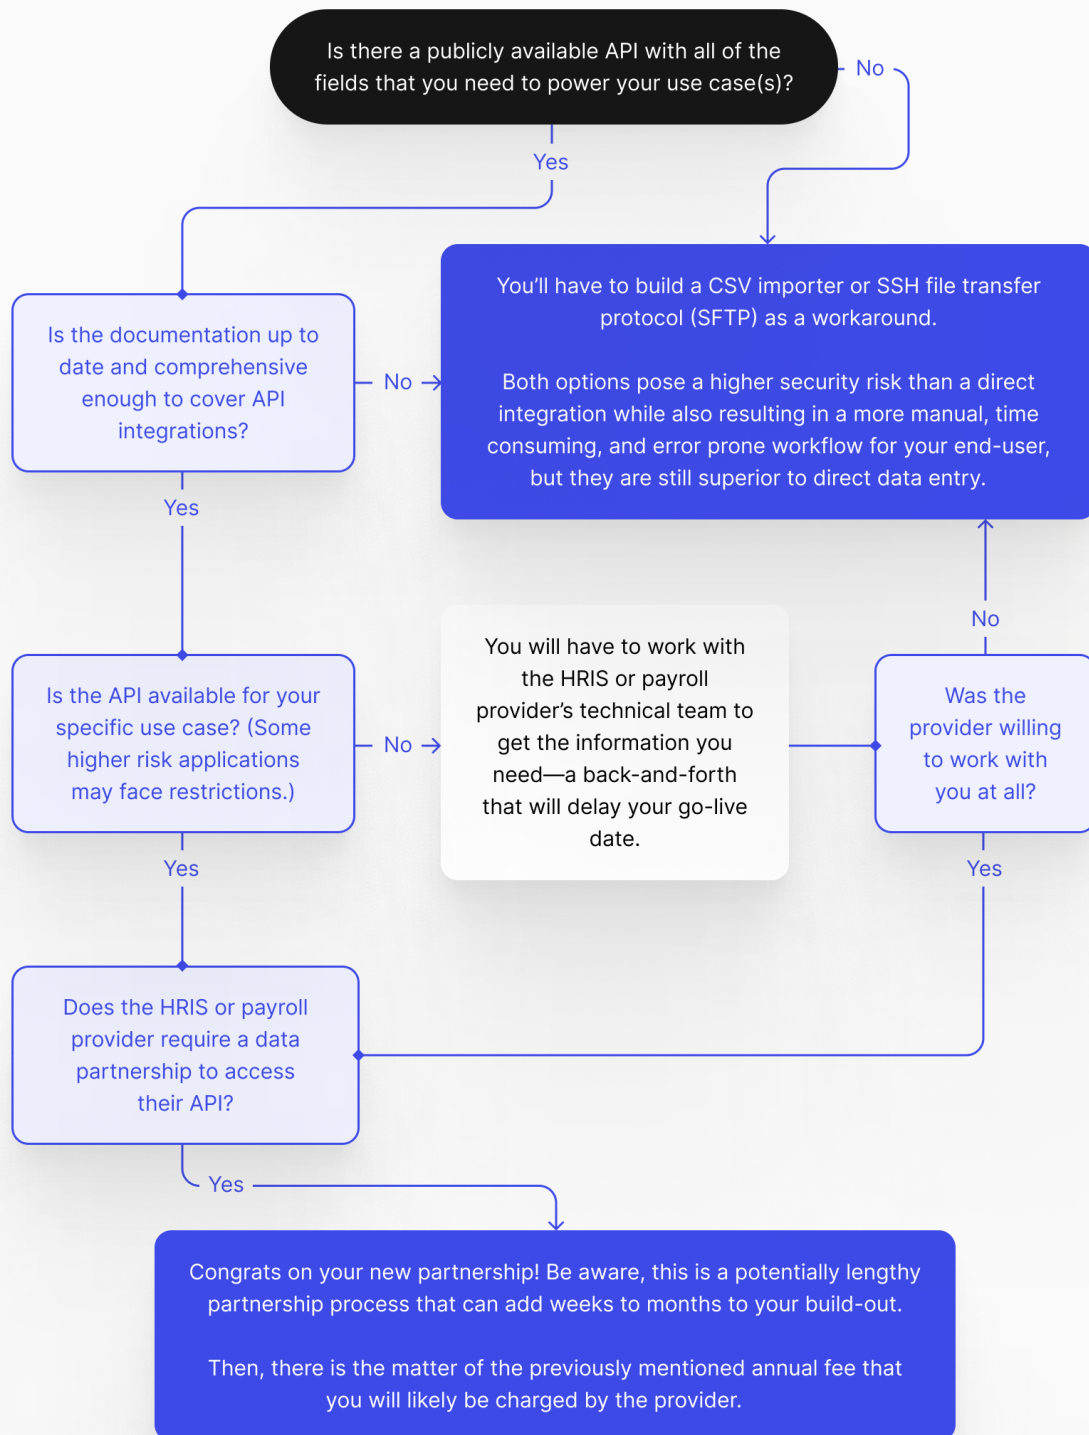 Is there a publicly available API with all of the
fields that you need to power your use case(s)?
No
Yes
You’ll have to build a CSV importer or SSH file transfer
protocol (SFTP) as a workaround.
Both options pose a higher security risk than a direct
integration while also resulting in a more manual, time
consuming, and error prone workflow for your end-user,
but they are still superior to direct data entry.
Is the documentation up to
date and comprehensive
enough to cover API
integrations?
No
Yes
No
You will have to work with
the HRIS or payroll
provider’s technical team to
get the information you
need—a back-and-forth
that will delay your go-live
date.
Was the
provider willing
to work with
you at all?
Is the API available for your
specific use case? (Some
higher risk applications
may face restrictions.)
No
Yes
Yes
Does the HRIS or payroll
provider require a data
partnership to access
their API?
Yes
Congrats on your new partnership! Be aware, this is a potentially lengthy
partnership process that can add weeks to months to your build-out.
Then, there is the matter of the previously mentioned annual fee that
you will likely be charged by the provider.